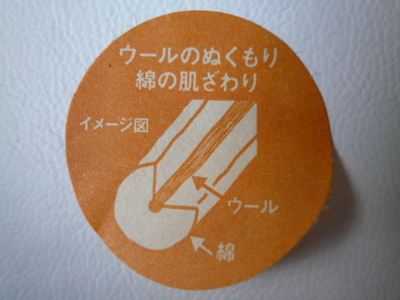 ウールのぬくもり
綿の肌ざわり
イメージ図
ウール
綿